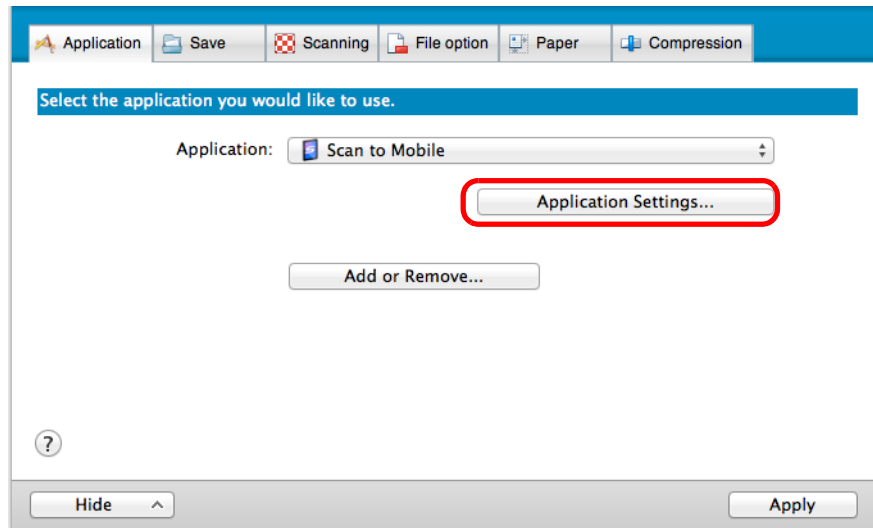 Application Save Scanning File option Paper Compression
Select the application you would like to use.
Application: Scan to Mobile
Application Settings...
Add or Remove...
?
Hide Apply